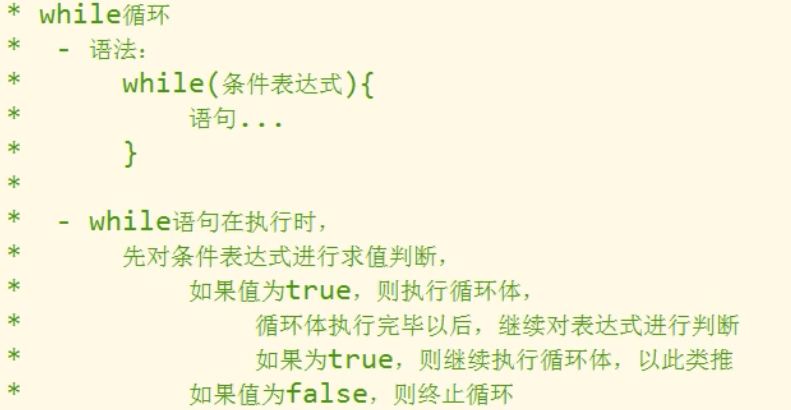 * while循环
* - 语法:
* while(条件表达式){
* 语句...
* }
*
* - while语句在执行时，
* 先对条件表达式进行求值判断，
* 如果值为true，则执行循环体，
* 循环体执行完毕以后，继续对表达式进行判断
* 如果为true，则继续执行循环体，以此类推
* 如果值为false，则终止循环